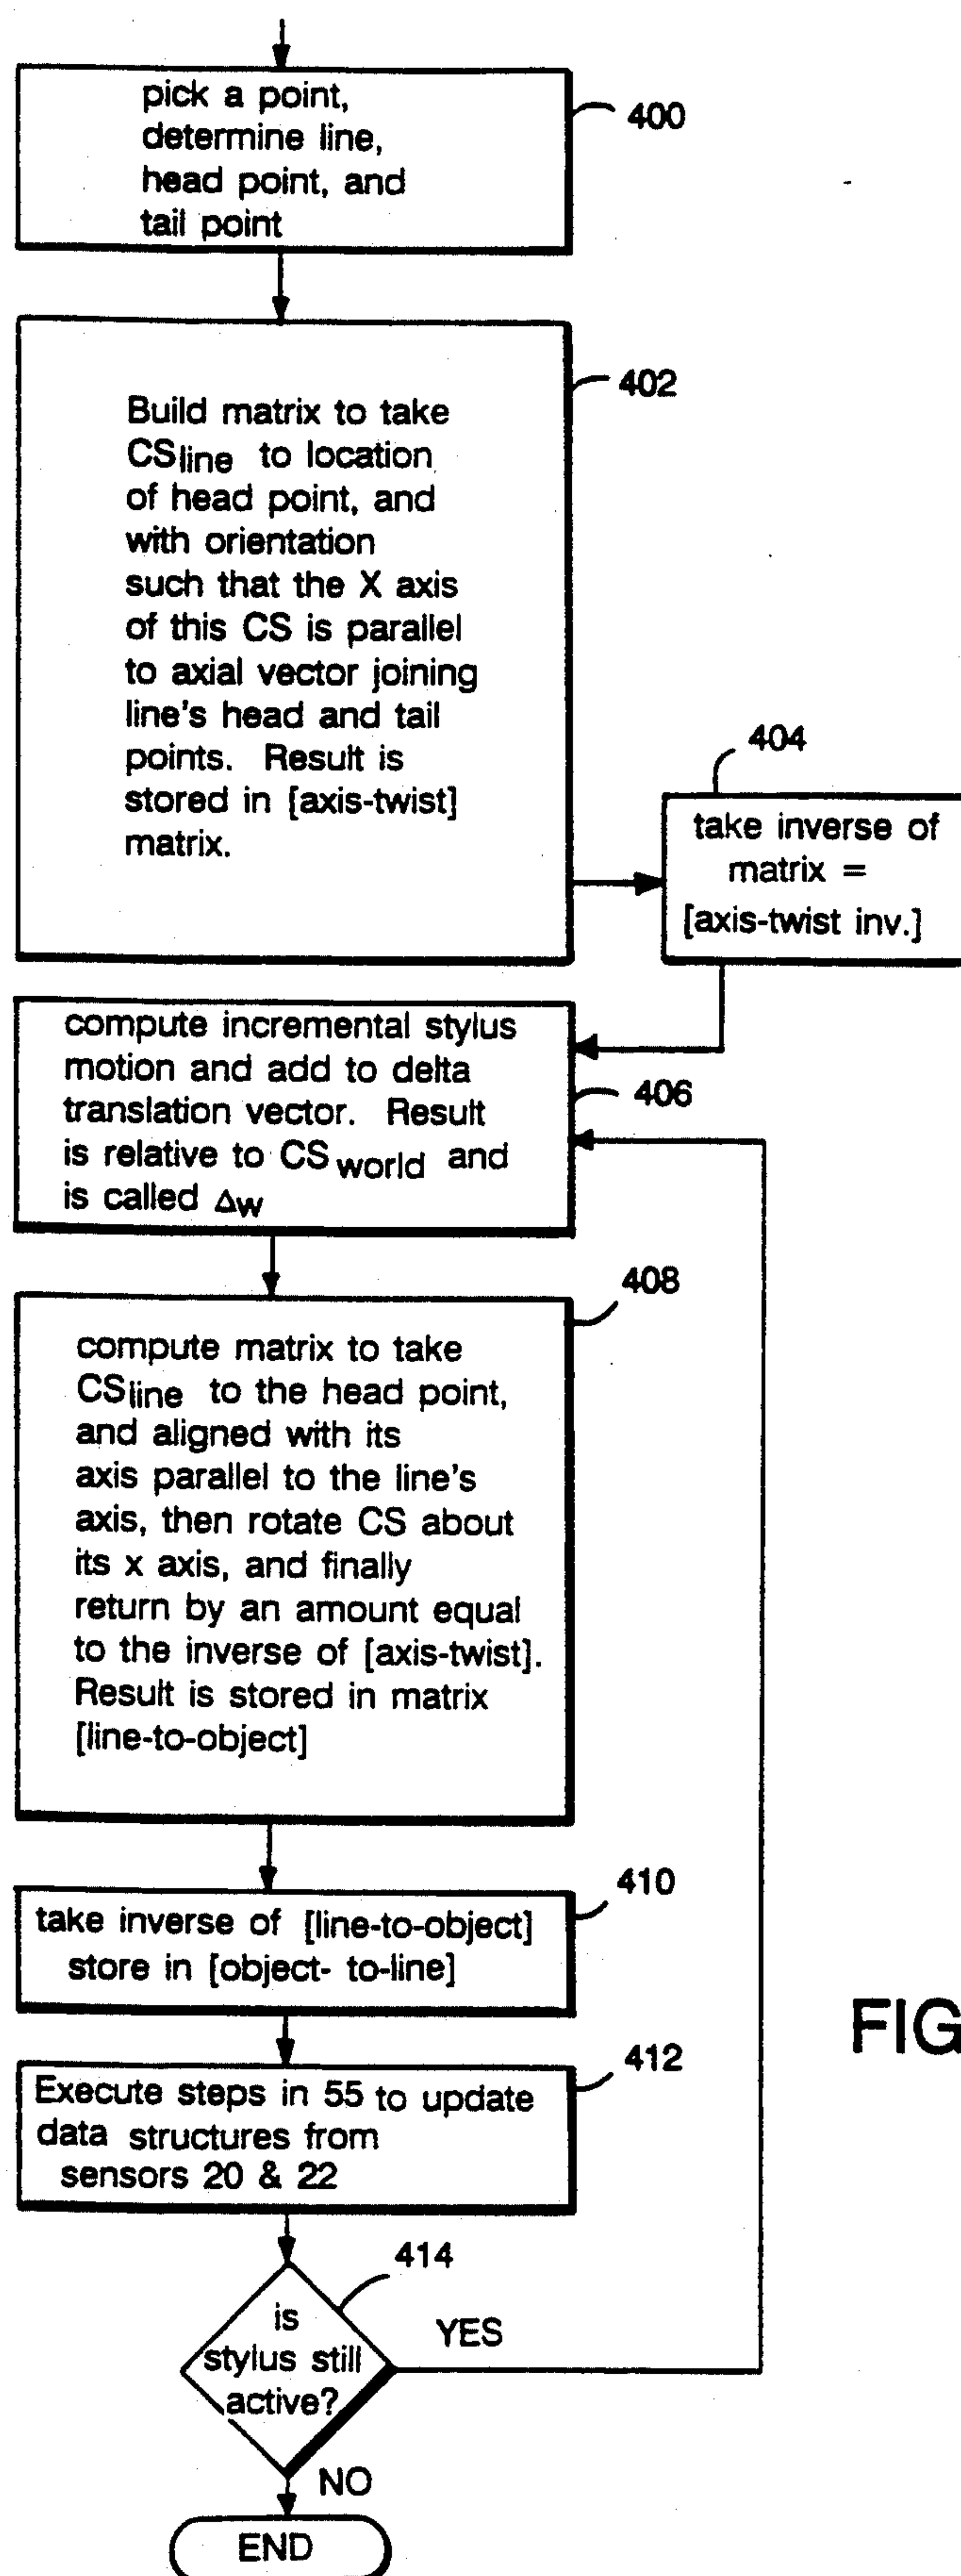 pick a point,
determine line,
head point, and
tail point
400
Build matrix to take
CSline to location
of head point, and
with orientation
such that the X axis
of this CS is parallel
to axial vector joining
line's head and tail
points. Result is
stored in [axis-twist]
matrix.
402
404
take inverse of
matrix =
[axis-twist inv.]
compute incremental stylus
motion and add to delta
translation vector. Result
is relative to CS world and
is called Δw
406
408
compute matrix to take
CSline to the head point,
and aligned with its
axis parallel to the line's
axis, then rotate CS about
its x axis, and finally
return by an amount equal
to the inverse of [axis-twist].
Result is stored in matrix
[line-to-object]
410
take inverse of [line-to-object]
store in [object- to-line]
FIG
412
Execute steps in 55 to update
data structures from
sensors 20 & 22
414
is
stylus still
active?
YES
NO
END